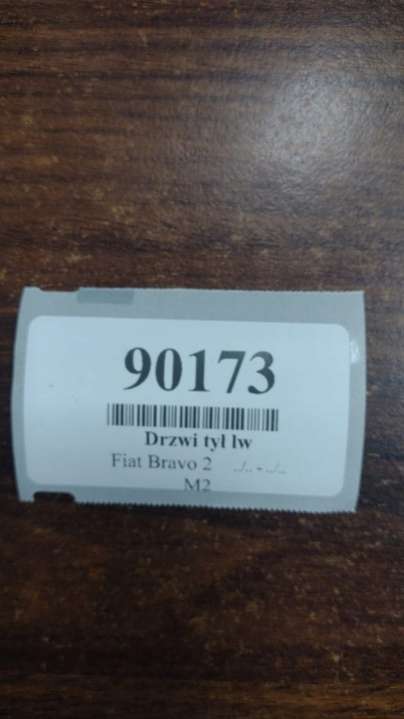 90173
Drzwi tył lw
Fiat Bravo 2 ../.. - ../..
M2